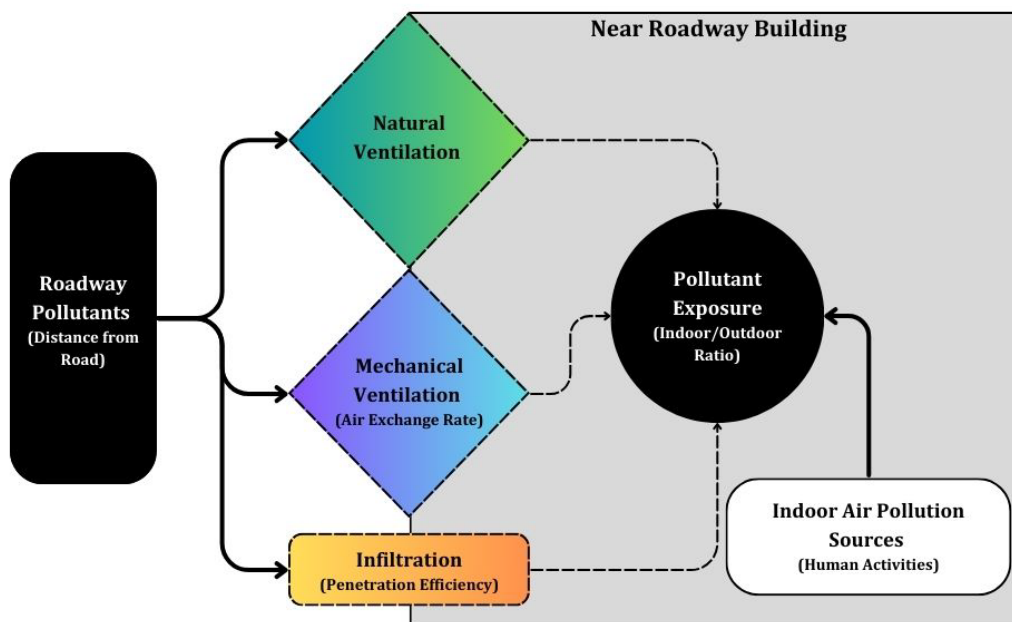 Near Roadway Building
Natural
Ventilation
Roadway
Pollutants
(Distance from
Road)
Mechanical
Ventilation
(Air Exchange Rate)
Infiltration
(Penetration Efficiency)
Pollutant
Exposure
(Indoor/Outdoor
Ratio)
Indoor Air Pollution
Sources
(Human Activities)